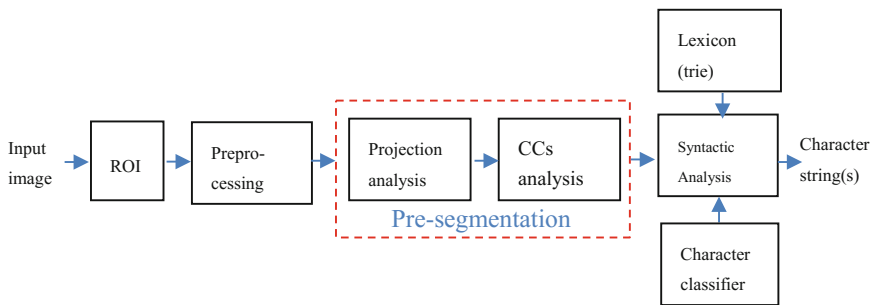 Lexicon
(trie)
Input
image
ROI
Prepro-
cessing
Projection
analysis
CCs
analysis
Pre-segmentation
Syntactic
Analysis
Character
string(s)
Character
classifier